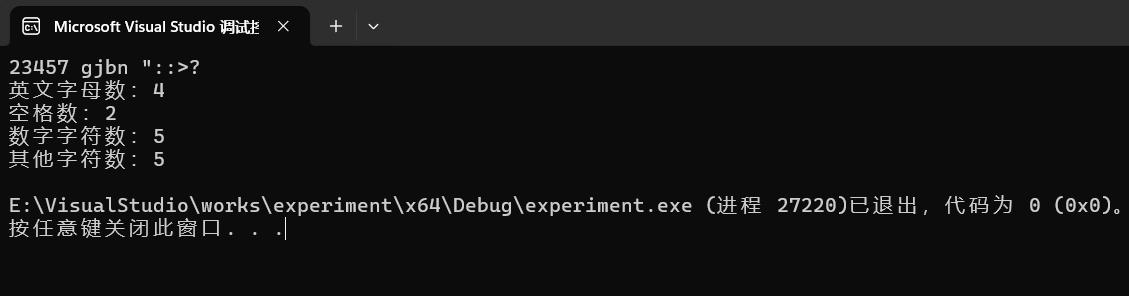 Microsoft Visual Studio 调试
23457 gjbn "::>?
英文字母数: 4
空格数: 2
数字字符数: 5
其他字符数: 5
E:\VisualStudio\works\experiment\x64\Debug\experiment.exe (进程 27220)已退出，代码为 0 (0x0)。
按任意键关闭此窗口. . .